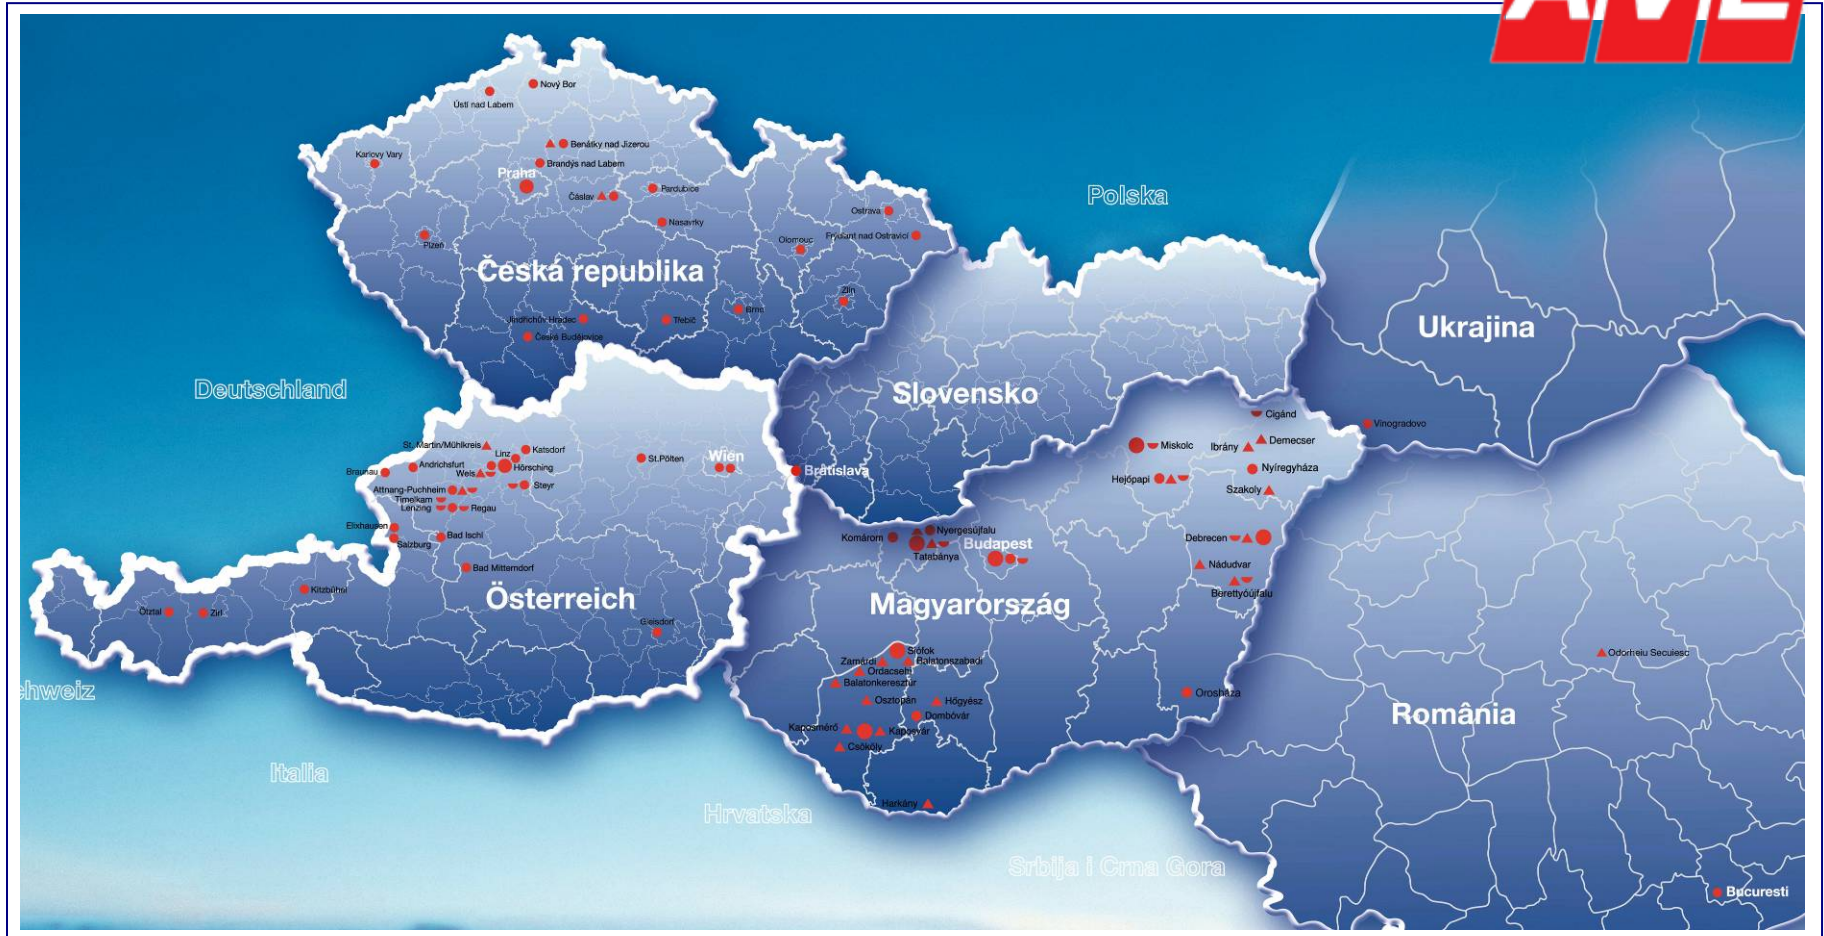 AVE
Nový Bor
Ústí nad Labem
Benátky nad Jizerou
Karlovy Vary
Brandýs nad Labem
Praha
Pardubice
Čáslav
Ostrava
Nasavrky
Frýdlant nad Ostravicí
Olomouc
Plzeň
Česká republika
Zlín
Brno
Jindřichův Hradec
Třebíč
České Budějovice
Polska
Ukrajina
Deutschland
Slovensko
Cigánd
Vinogradovo
Demecser
Miskolc
Ibrány
St. Martin/Mühlkreis
Katsdorf
Linz
Wien
St.Pölten
Andrichsfurt
Hörsching
Braunau
Wels
Bratislava
Nyíregyháza
Hejőpapi
Steyr
Attnang-Puchheim
Szakoly
Timelkam
Lenzing
Regau
Elixhausen
Nyergesújfalu
Bad Ischl
Komárom
Debrecen
Salzburg
Budapest
Tatabánya
Nádudvar
Bad Mitterndorf
Kitzbühel
Berettyóújfalu
Österreich
Magyarország
Ötztal
Zirl
Gleisdorf
Siófok
Odorheiu Secuiesc
Zamárdi
Balatonszabadi
Ordacsehi
Balatonkeresztúr
chweiz
Orosháza
Osztopán
Hőgyész
România
Dombóvár
Kaposmérő
Kaposvár
Csököly
Italia
Harkány
Hrvatska
Srbija i Crna Gora
Bucuresti